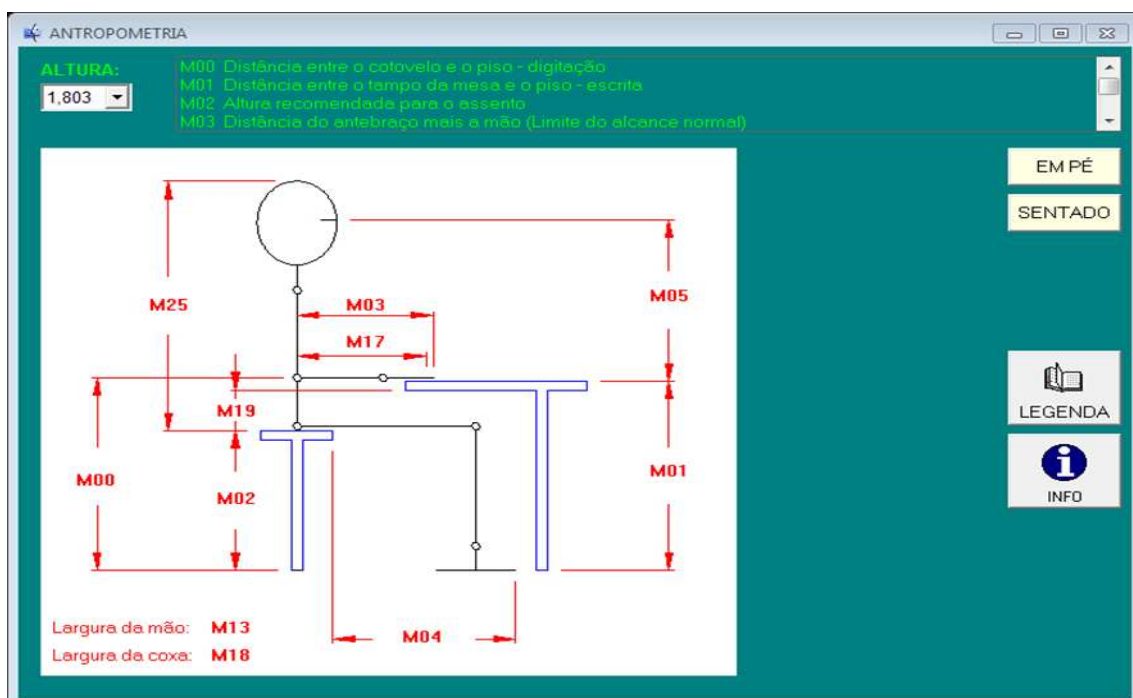 ANTROPOMETRIA
ALTURA:
1,803
M00 Distância entre o cotovelo e o piso - digitação
M01 Distância entre o tampo da mesa e o piso - escrita
M02 Altura recomendada para o assento
M03 Distância do antebraço mais a mão (Limite do alcance normal)
EM PÉ
SENTADO
M25
M03
M05
M17
M19
M00
M02
M01
LEGENDA
INFO
M04
Largura da mão: M13
Largura da coxa: M18